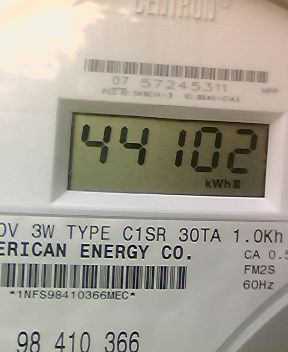 CENTRON
07 57245311
44102
kWh
0V 3W TYPE C1SR 30TA 1.0Kh
ERICAN ENERGY CO. CA 0.5
FM2S
*1NFS98410366MEC* 60Hz
98 410 366